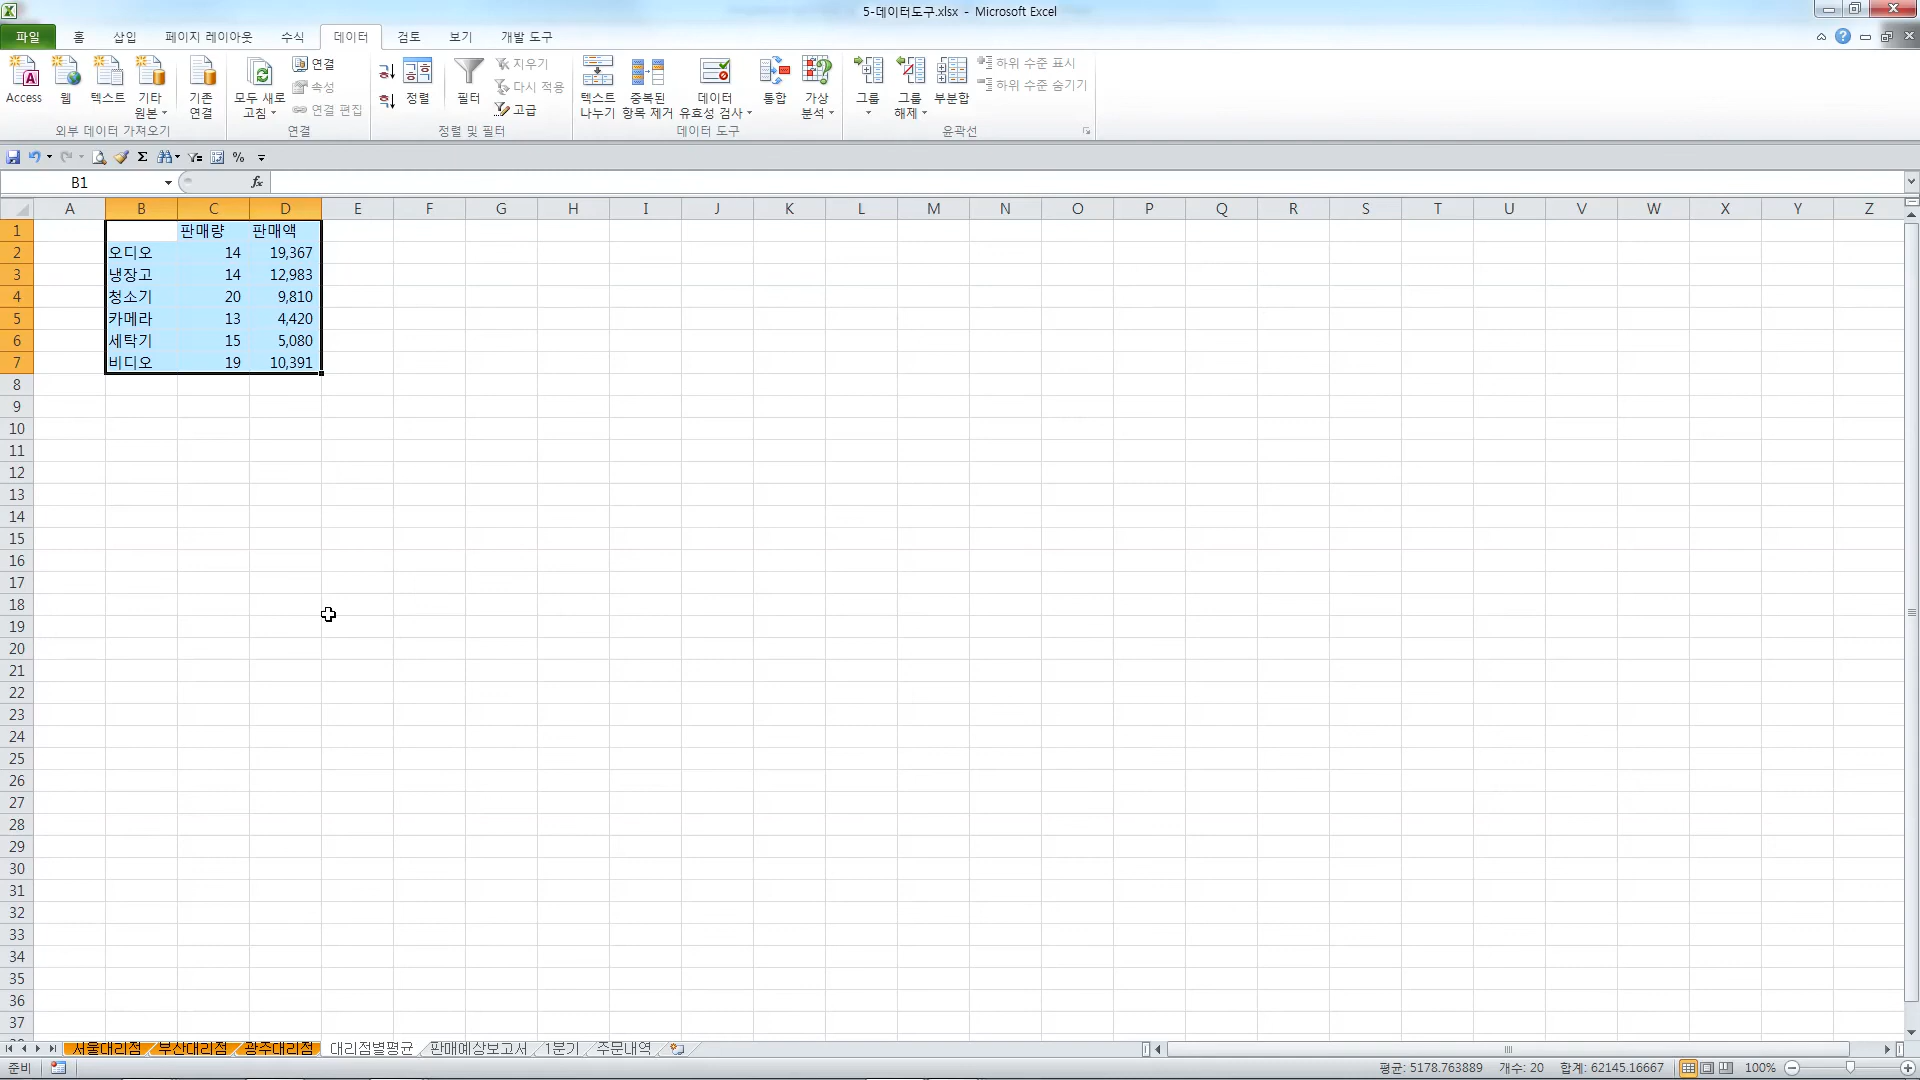 5-데이터도구.xlsx - Microsoft Excel
파일 홈 삽입 페이지 레이아웃 수식 데이터 검토 보기 개발 도구
Access 웹 텍스트 기타 원본 기존 연결 모두 새로 고침 연결 속성 연결 편집 정렬 필터 지우기 다시 적용 고급 텍스트 나누기 중복된 항목 제거 데이터 유효성 검사 통합 가상 분석 그룹 그룹 해제 부분합 하위 수준 표시 하위 수준 숨기기
외부 데이터 가져오기 연결 정렬 및 필터 데이터 도구 윤곽선
Σ %
B1 fx
A B C D E F G H I J K L M N O P Q R S T U V W X Y Z
1 판매량 판매액
2 오디오 14 19,367
3 냉장고 14 12,983
4 청소기 20 9,810
5 카메라 13 4,420
6 세탁기 15 5,080
7 비디오 19 10,391
8
9
10
11
12
13
14
15
16
17
18
19
20
21
22
23
24
25
26
27
28
29
30
31
32
33
34
35
36
37
서울대리점 부산대리점 광주대리점 대리점별평균 판매예상보고서 1분기 주문내역
준비 평균: 5178.763889 개수: 20 합계: 62145.16667 100%